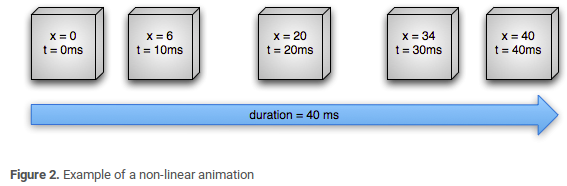 x = 0
t = 0ms
x = 6
t = 10ms
x = 20
t = 20ms
x = 34
t = 30ms
x = 40
t = 40ms
duration = 40 ms
Figure 2. Example of a non-linear animation